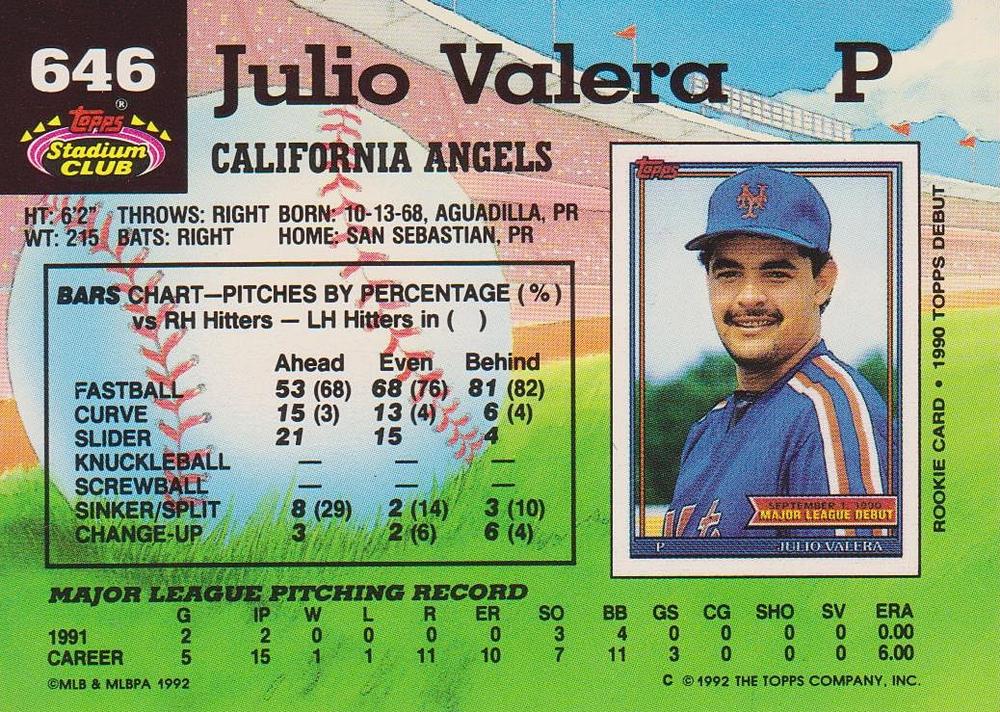 646
Julio Valera P
Topps ®
Stadium
CLUB
CALIFORNIA ANGELS
HT: 6'2" THROWS: RIGHT BORN: 10-13-68, AGUADILLA, PR
WT: 215 BATS: RIGHT HOME: SAN SEBASTIAN, PR
BARS CHART—PITCHES BY PERCENTAGE (%)
vs RH Hitters — LH Hitters in ( )
Ahead Even Behind
FASTBALL 53 (68) 68 (76) 81 (82)
CURVE 15 (3) 13 (4) 6 (4)
SLIDER 21 15 4
KNUCKLEBALL — — —
SCREWBALL — — —
SINKER/SPLIT 8 (29) 2 (14) 3 (10)
CHANGE-UP 3 2 (6) 6 (4)
Topps
NY
SEPTEMBER 1, 1990
MAJOR LEAGUE DEBUT
P JULIO VALERA
ROOKIE CARD • 1990 TOPPS DEBUT
MAJOR LEAGUE PITCHING RECORD
G IP W L R ER SO BB GS CG SHO SV ERA
1991 2 2 0 0 0 0 3 4 0 0 0 0 0.00
CAREER 5 15 1 1 11 10 7 11 3 0 0 0 6.00
©MLB & MLBPA 1992
C ©1992 THE TOPPS COMPANY, INC.